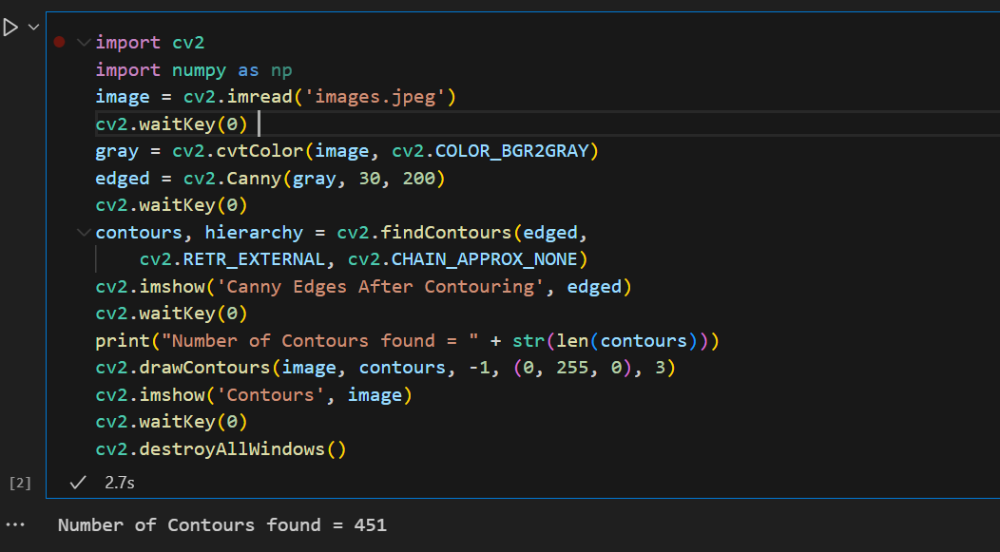 import cv2
import numpy as np
image = cv2.imread('images.jpeg')
cv2.waitKey(0)
gray = cv2.cvtColor(image, cv2.COLOR_BGR2GRAY)
edged = cv2.Canny(gray, 30, 200)
cv2.waitKey(0)
contours, hierarchy = cv2.findContours(edged,
    cv2.RETR_EXTERNAL, cv2.CHAIN_APPROX_NONE)
cv2.imshow('Canny Edges After Contouring', edged)
cv2.waitKey(0)
print("Number of Contours found = " + str(len(contours)))
cv2.drawContours(image, contours, -1, (0, 255, 0), 3)
cv2.imshow('Contours', image)
cv2.waitKey(0)
cv2.destroyAllWindows()
[2] ✓ 2.7s
... Number of Contours found = 451